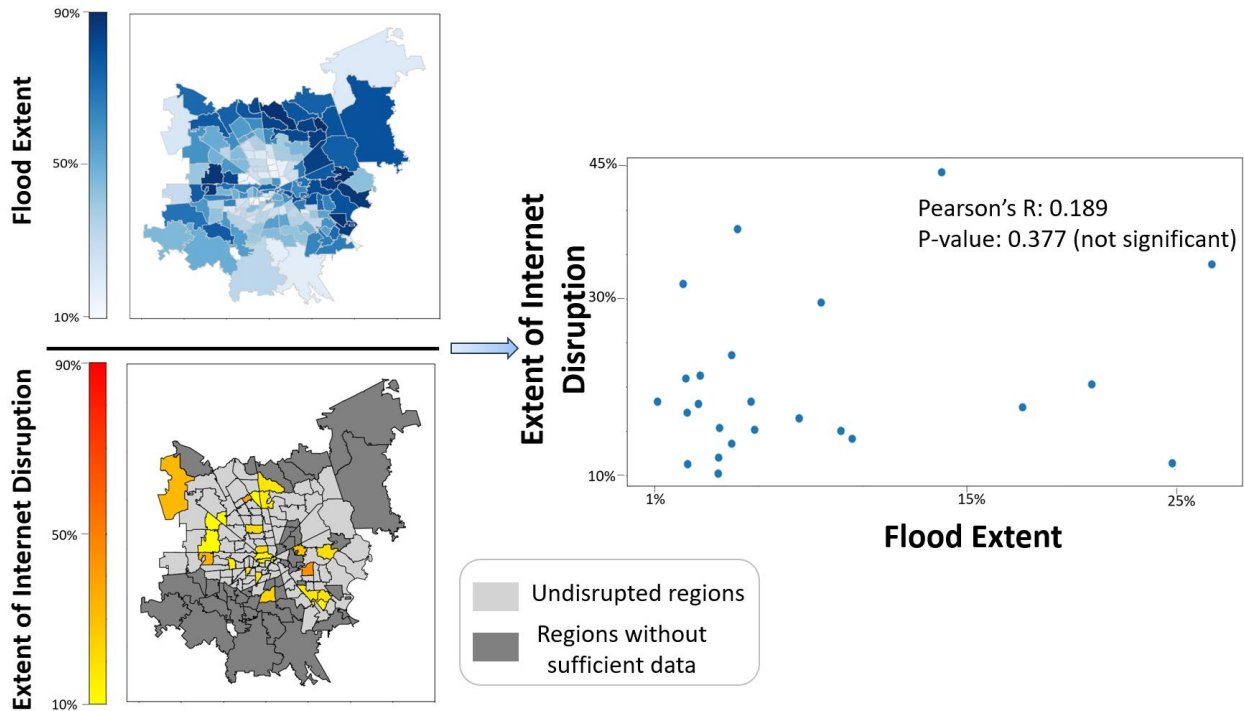 90%
Flood Extent
50%
10%
90%
Extent of Internet Disruption
50%
10%
Undisrupted regions
Regions without
sufficient data
Extent of Internet
Disruption
45%
30%
10%
Pearson’s R: 0.189
P-value: 0.377 (not significant)
1%
15%
25%
Flood Extent